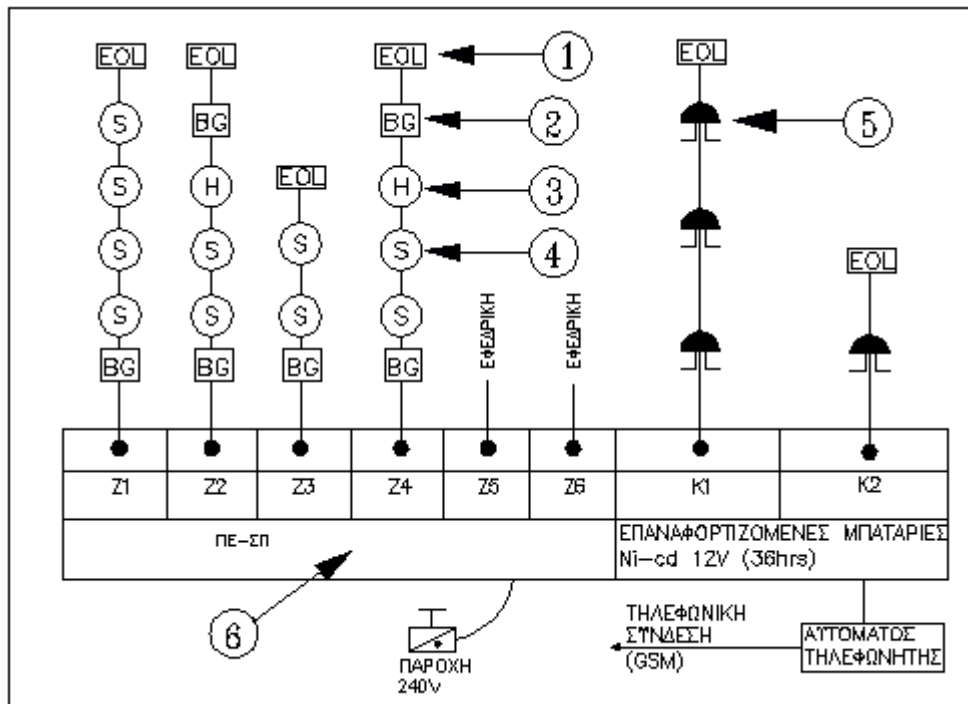 EOL EOL EOL EOL
1
S BG BG
2 5
S H EOL H
3
S S S S
4 EOL
S S S S
ΕΦΕΔΡΙΚΗ ΕΦΕΔΡΙΚΗ
BG BG BG BG
Z1 Z2 Z3 Z4 Z5 Z6 K1 K2
ΠΕ-ΣΠ
ΕΠΑΝΑΦΟΡΤΙΖΟΜΕΝΕΣ ΜΠΑΤΑΡΙΕΣ
Ni-cd 12V (36hrs)
6
ΠΑΡΟΧΗ
240V
ΤΗΛΕΦΩΝΙΚΗ
ΣΥΝΔΕΣΗ
(GSM)
ΑΥΤΟΜΑΤΟΣ
ΤΗΛΕΦΩΝΗΤΗΣ